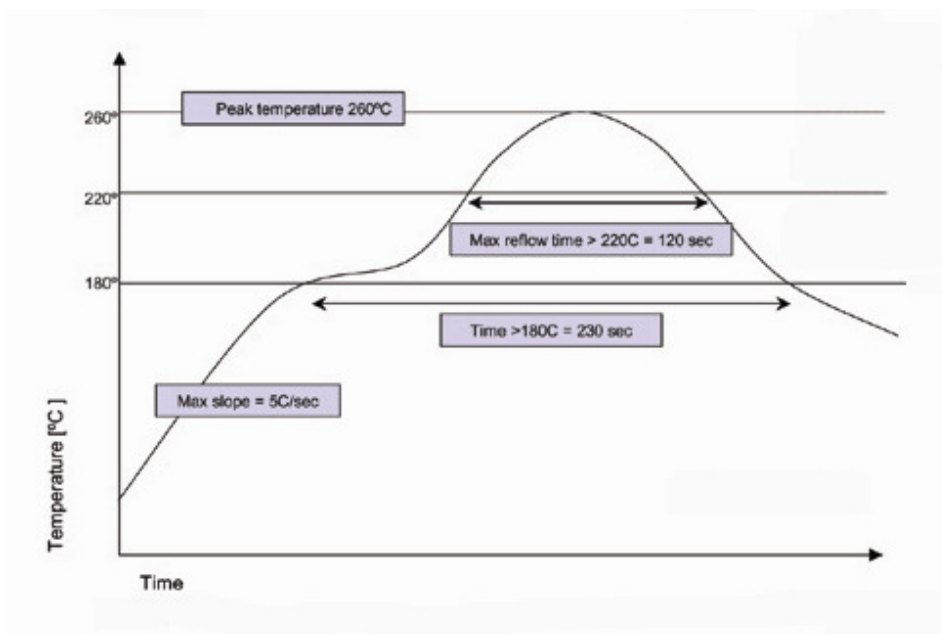 Peak temperature 260ºC
260º
220º
Max reflow time > 220C = 120 sec
180º
Time >180C = 230 sec
Max slope = 5C/sec
Temperature [ºC ]
Time